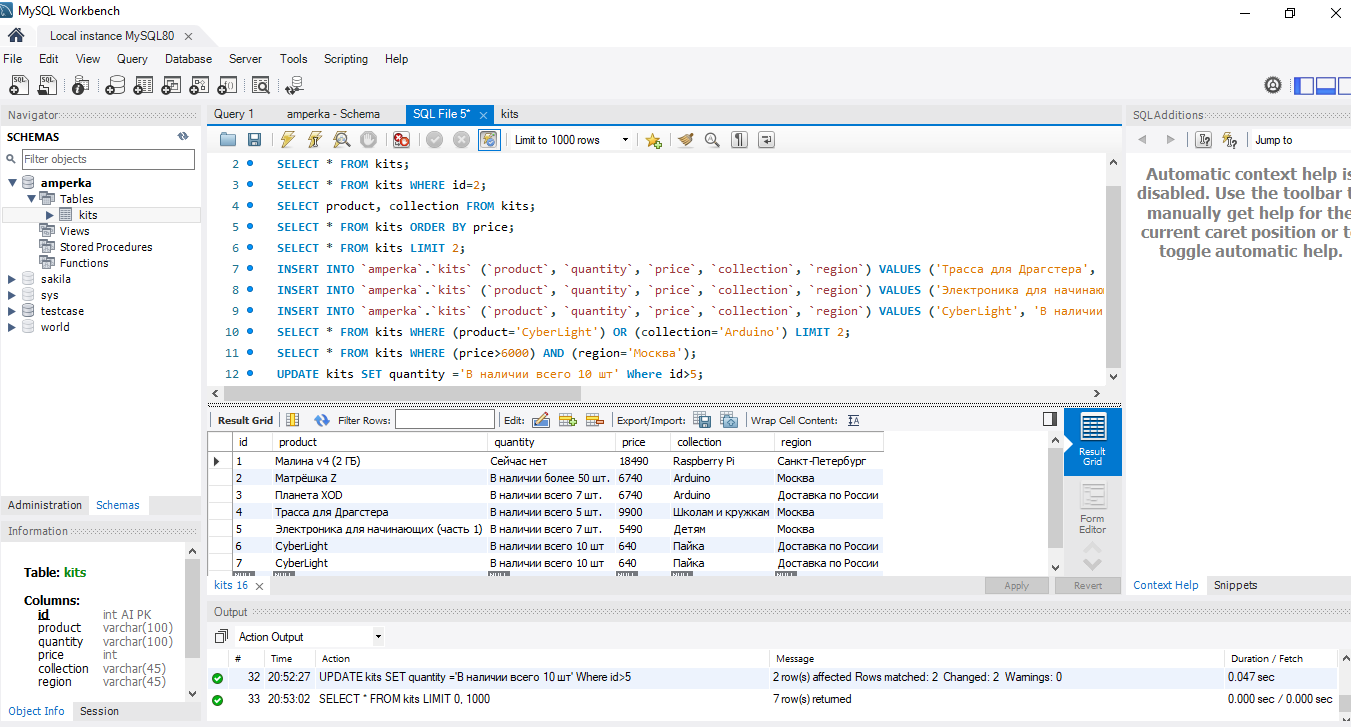 MySQL Workbench
Local instance MySQL80
File Edit View Query Database Server Tools Scripting Help
Navigator
SCHEMAS
Filter objects
amperka
Tables
kits
Views
Stored Procedures
Functions
sakila
sys
testcase
world
Administration Schemas
Information
Table: kits
Columns:
id int AI PK
product varchar(100)
quantity varchar(100)
price int
collection varchar(45)
region varchar(45)
Object Info Session
Query 1 amperka - Schema SQL File 5* kits
Limit to 1000 rows
2 SELECT * FROM kits;
3 SELECT * FROM kits WHERE id=2;
4 SELECT product, collection FROM kits;
5 SELECT * FROM kits ORDER BY price;
6 SELECT * FROM kits LIMIT 2;
7 INSERT INTO `amperka`.`kits` (`product`, `quantity`, `price`, `collection`, `region`) VALUES ('Трасса для Драгстера',
8 INSERT INTO `amperka`.`kits` (`product`, `quantity`, `price`, `collection`, `region`) VALUES ('Электроника для начинаю
9 INSERT INTO `amperka`.`kits` (`product`, `quantity`, `price`, `collection`, `region`) VALUES ('CyberLight', 'В наличии
10 SELECT * FROM kits WHERE (product='CyberLight') OR (collection='Arduino') LIMIT 2;
11 SELECT * FROM kits WHERE (price>6000) AND (region='Москва');
12 UPDATE kits SET quantity ='В наличии всего 10 шт' Where id>5;
Result Grid Filter Rows: Edit: Export/Import: Wrap Cell Content:
id product quantity price collection region
1 Малина v4 (2 ГБ) Сейчас нет 18490 Raspberry Pi Санкт-Петербург
2 Матрёшка Z В наличии более 50 шт. 6740 Arduino Москва
3 Планета XOD В наличии всего 7 шт. 6740 Arduino Доставка по России
4 Трасса для Драгстера В наличии всего 5 шт. 9900 Школам и кружкам Москва
5 Электроника для начинающих (часть 1) В наличии всего 7 шт. 5490 Детям Москва
6 CyberLight В наличии всего 10 шт 640 Пайка Доставка по России
7 CyberLight В наличии всего 10 шт 640 Пайка Доставка по России
Result Grid
Form Editor
kits 16 Apply Revert
Output
Action Output
# Time Action Message Duration / Fetch
32 20:52:27 UPDATE kits SET quantity ='В наличии всего 10 шт' Where id>5 2 row(s) affected Rows matched: 2 Changed: 2 Warnings: 0 0.047 sec
33 20:53:02 SELECT * FROM kits LIMIT 0, 1000 7 row(s) returned 0.000 sec / 0.000 sec
SQLAdditions
Jump to
Automatic context help is
disabled. Use the toolbar t
manually get help for the
current caret position or to
toggle automatic help.
Context Help Snippets